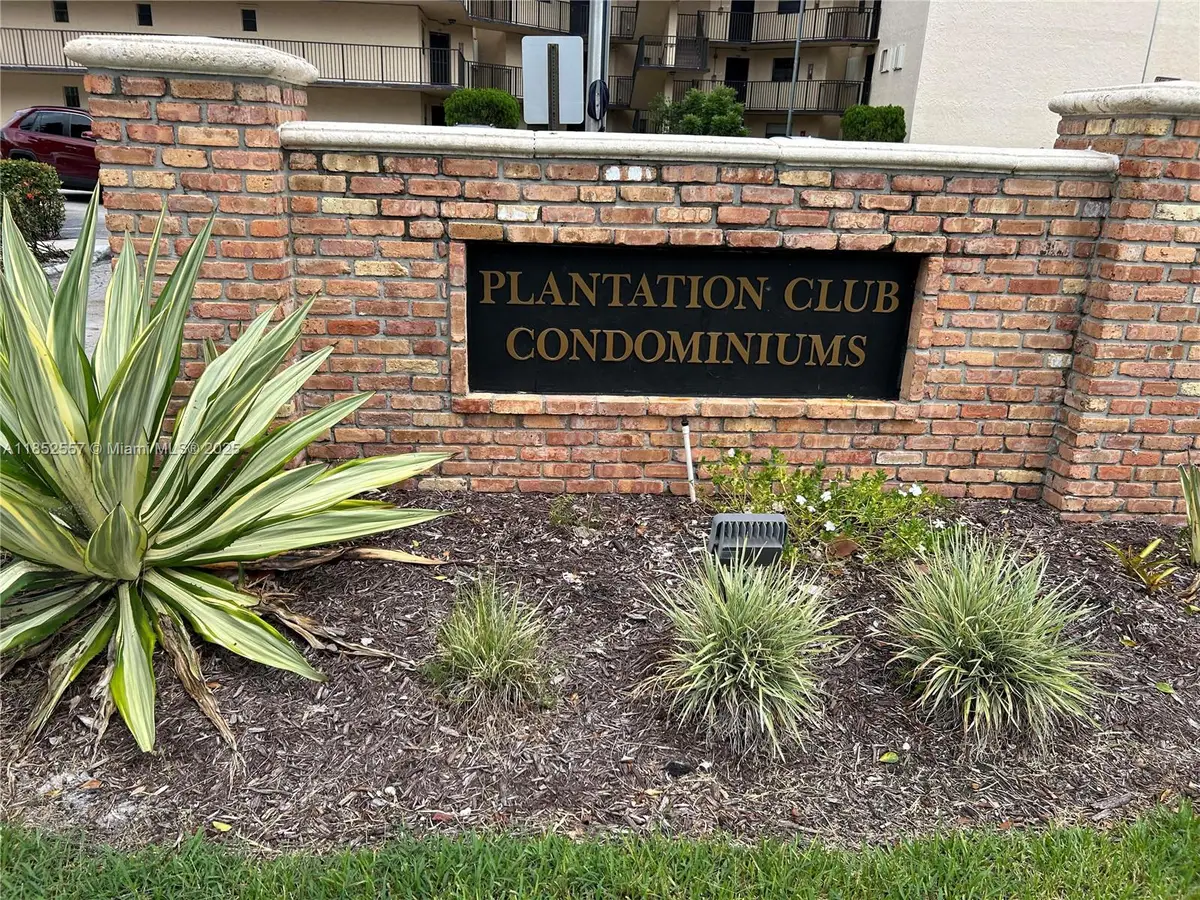 PLANTATION CLUB
CONDOMINIUMS
A11852557 Miami MLS® 2025